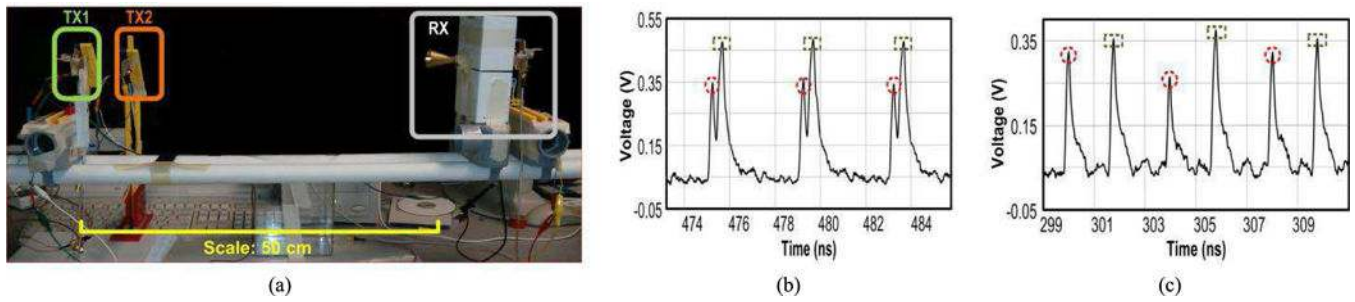 TX1
TX2
RX
Scale: 50 cm
(a)
0.55
0.35
0.15
-0.05
Voltage (V)
474 476 478 480 482 484
Time (ns)
(b)
0.35
0.15
-0.05
Voltage (V)
299 301 303 305 307 309
Time (ns)
(c)